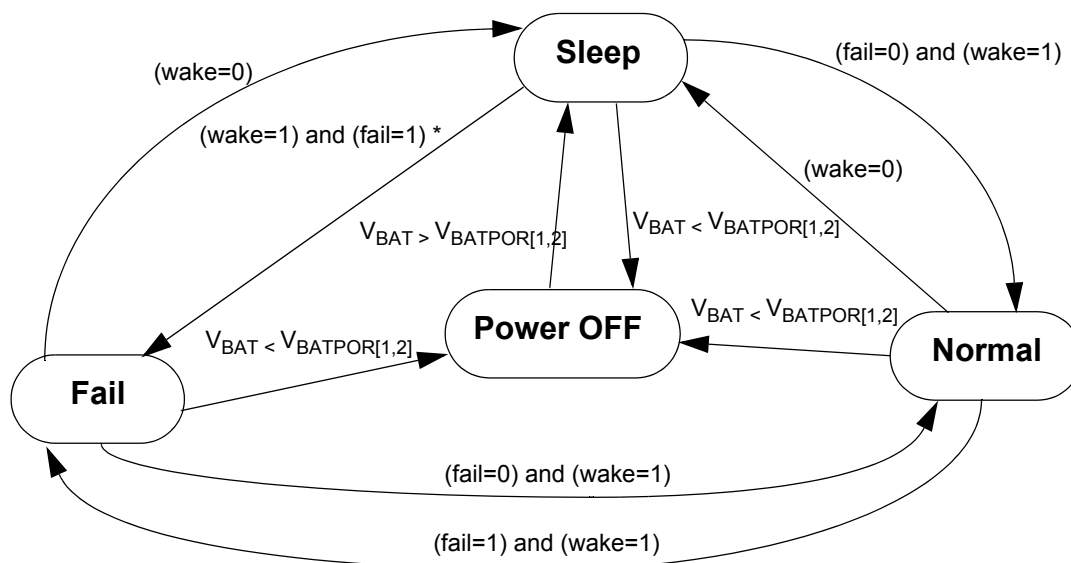 Sleep
(fail=0) and (wake=1)
(wake=0)
(wake=1) and (fail=1) *
(wake=0)
VBAT > VBATPOR[1,2]
VBAT < VBATPOR[1,2]
Power OFF
VBAT < VBATPOR[1,2]
Normal
VBAT < VBATPOR[1,2]
Fail
(fail=0) and (wake=1)
(fail=1) and (wake=1)